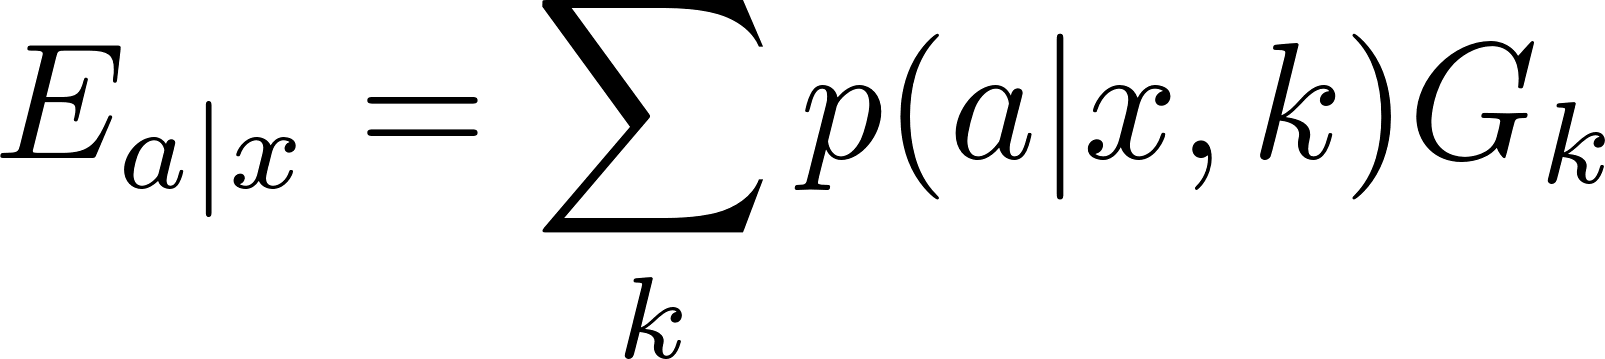 E_{a|x} = \sum_{k} p(a|x, k) G_k